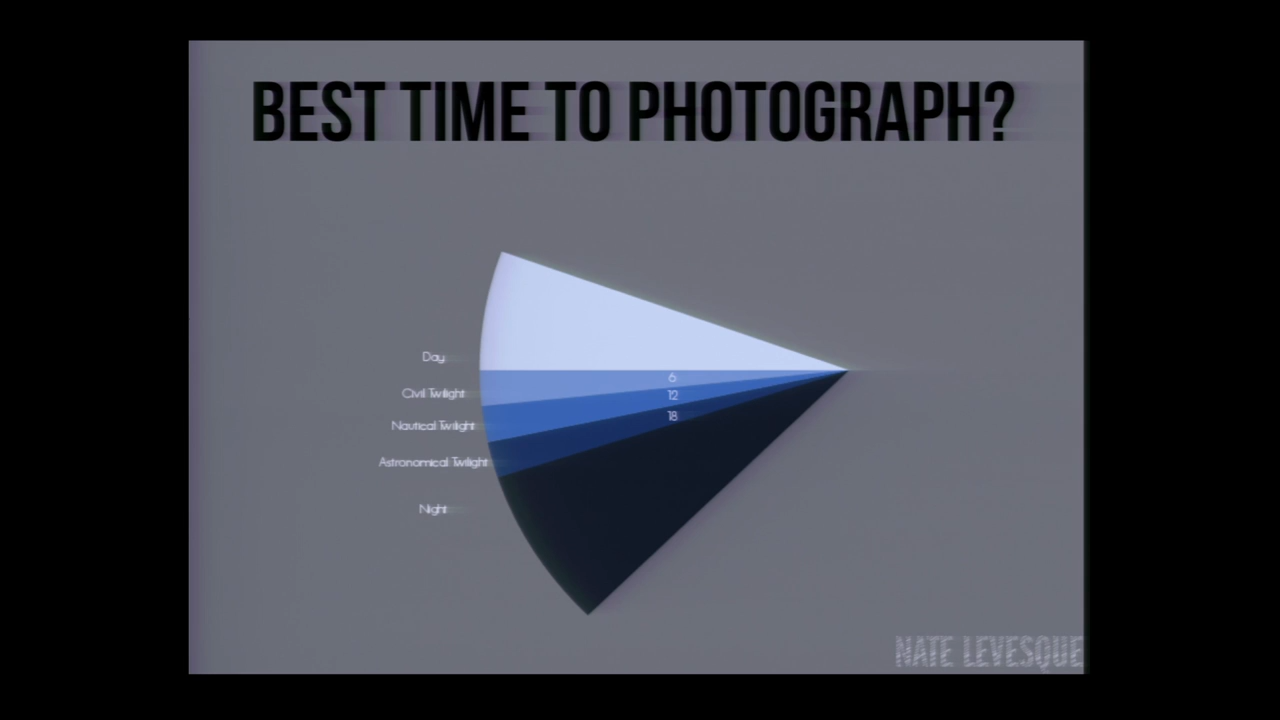 BEST TIME TO PHOTOGRAPH?
Day
6
Civil Twilight
12
Nautical Twilight
18
Astronomical Twilight
Night
NATE LEVESQUE